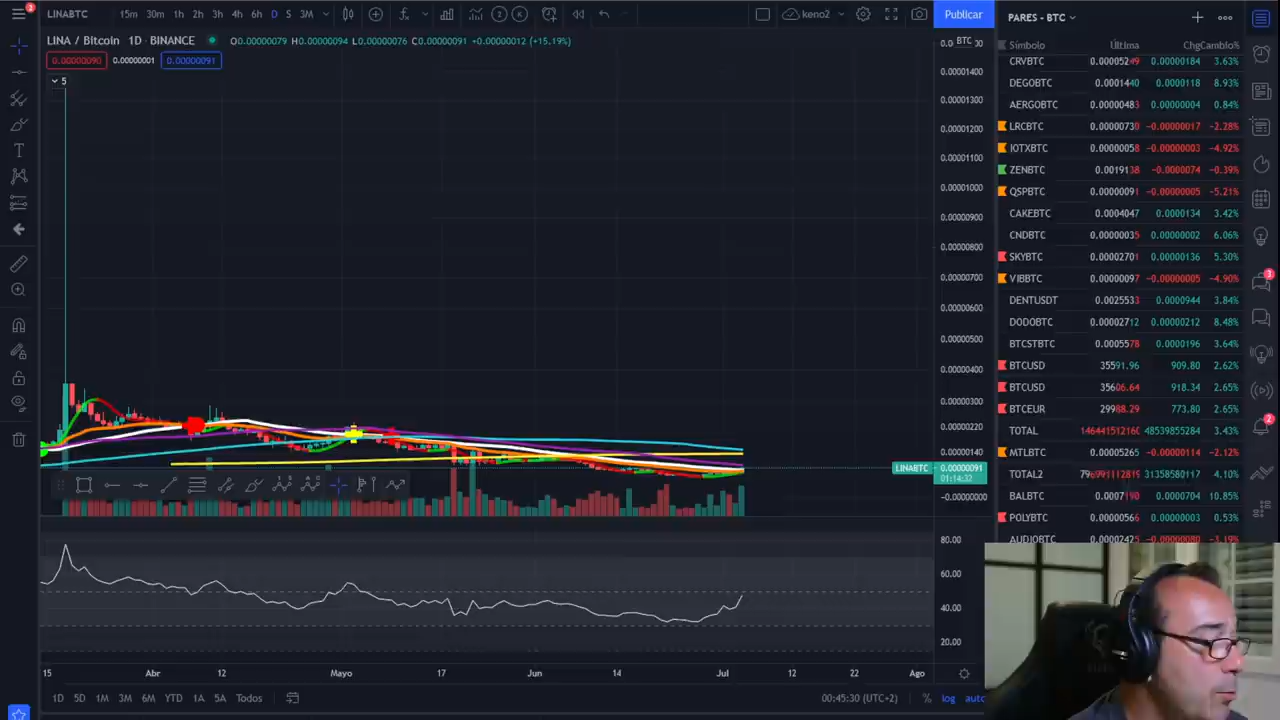 2
LINABTC
15m 30m 1h 2h 3h 4h 6h D S 3M
keno2
Publicar
PARES - BTC
LINA / Bitcoin 1D · BINANCE
O0.00000079 H0.00000094 L0.00000076 C0.00000091 +0.00000012 (+15.19%)
0.00000090 0.00000001 0.00000091
5
BTC
0.00001400
0.00001300
0.00001200
0.00001100
0.00001000
0.00000900
0.00000800
0.00000700
0.00000600
0.00000500
0.00000400
0.00000300
0.00000220
0.00000140
LINABTC 0.00000091
01:14:32
-0.00000000
80.00
60.00
40.00
20.00
15 Abr 12 Mayo 17 Jun 14 Jul 12 22 Ago
1D 5D 1M 3M 6M YTD 1A 5A Todos
00:45:30 (UTC+2) % log auto
Símbolo Última Chg Cambio%
CRVBTC 0.00005249 0.00000184 3.63%
DEGOBTC 0.0001440 0.0000118 8.93%
AERGOBTC 0.00000483 0.00000004 0.84%
LRCBTC 0.00000730 −0.00000017 −2.28%
IOTXBTC 0.00000058 −0.00000003 −4.92%
ZENBTC 0.0019138 −0.0000074 −0.39%
QSPBTC 0.00000091 −0.00000005 −5.21%
CAKEBTC 0.0004047 0.0000134 3.42%
CNDBTC 0.00000035 0.00000002 6.06%
SKYBTC 0.00002701 0.00000136 5.30%
VIBBTC 0.00000097 −0.00000005 −4.90%
DENTUSDT 0.0025533 0.0000944 3.84%
DODOBTC 0.00002712 0.00000212 8.48%
BTCSTBTC 0.0005578 0.0000196 3.64%
BTCUSD 35591.96 909.80 2.62%
BTCUSD 35606.64 918.34 2.65%
BTCEUR 29988.29 773.80 2.65%
TOTAL 48539855284 3.43%
MTLBTC 0.00005265 −0.00000114 −2.12%
TOTAL2 31358580117 4.10%
BALBTC 0.0007190 0.0000704 10.85%
POLYBTC 0.00000566 0.00000003 0.53%
AUDIOBTC 0.00002425 −0.00000080 −3.19%
3
2